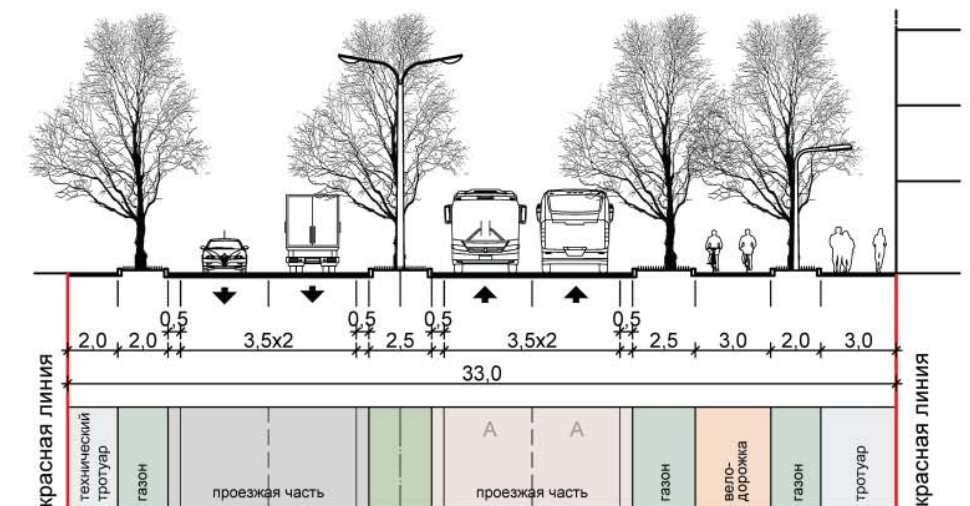 0,5 0,5 0,5 0,5
2,0 2,0 3,5x2 2,5 3,5x2 2,5 3,0 2,0 3,0
33,0
красная линия
технический
тротуар
газон
проезжая часть
А А
проезжая часть
газон
вело-
дорожка
газон
тротуар
красная линия